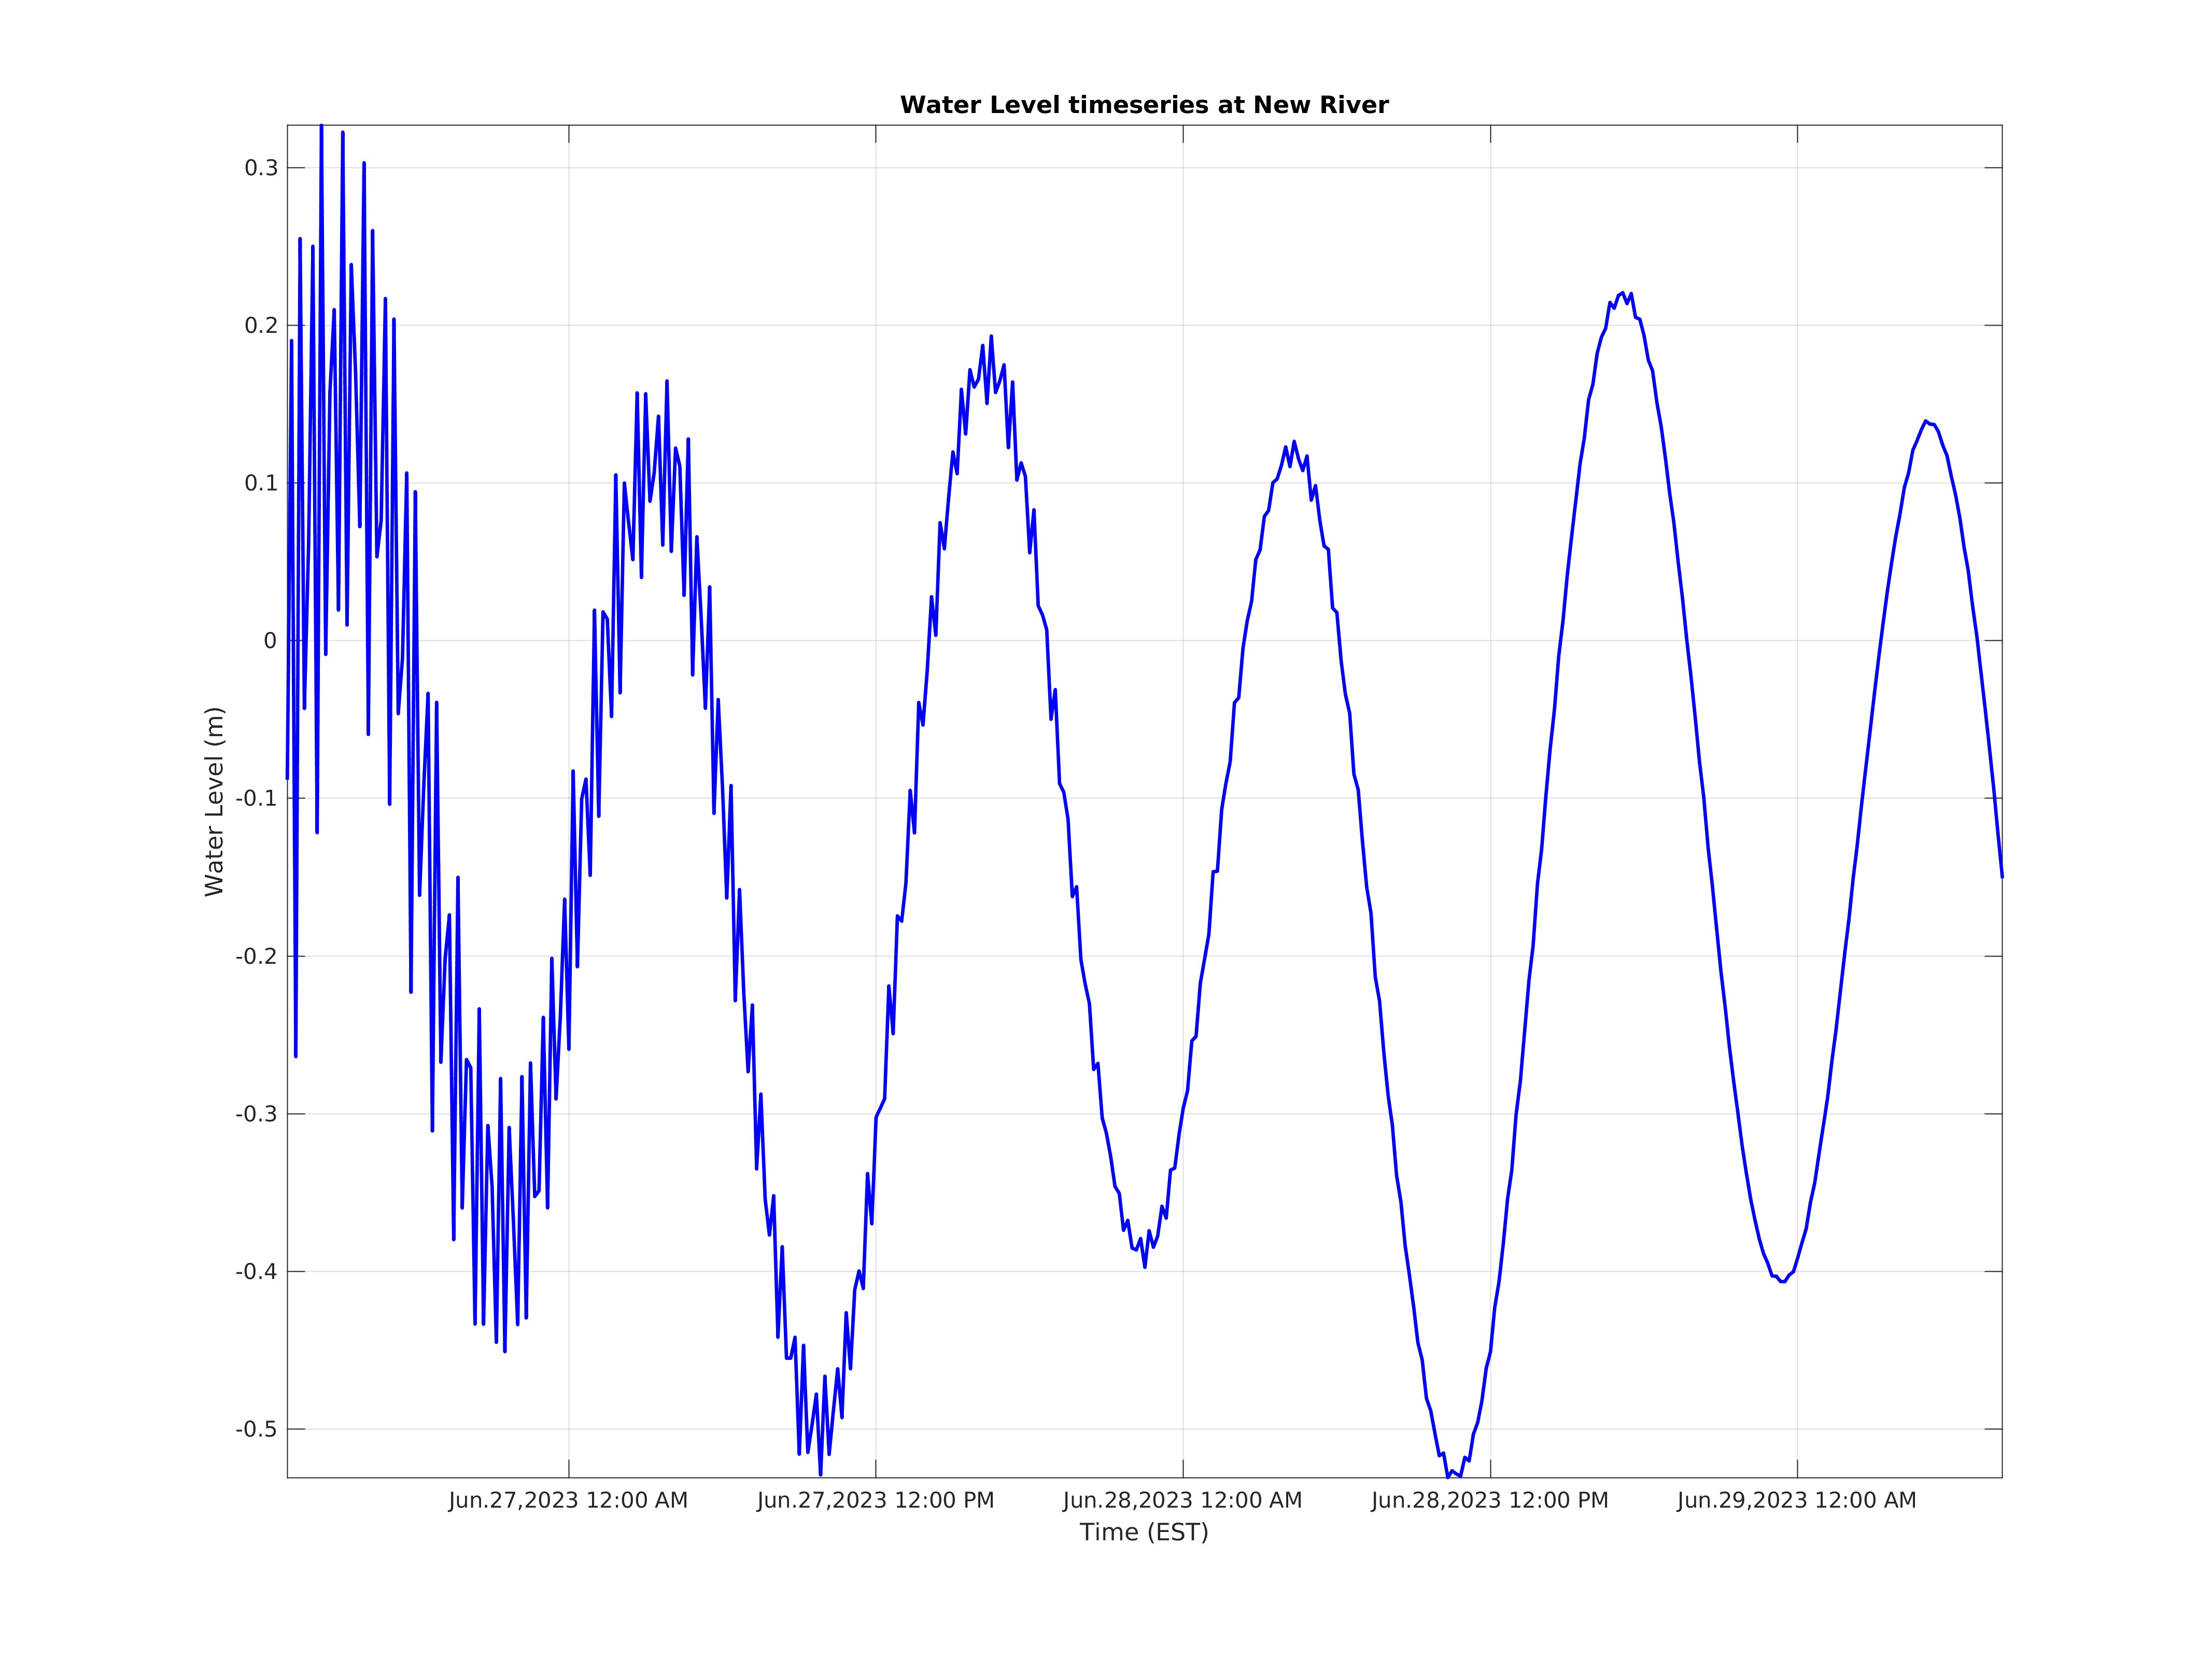 Water Level timeseries at New River
0.3
0.2
0.1
0
-0.1
-0.2
-0.3
-0.4
-0.5
Water Level (m)
Jun.27,2023 12:00 AM
Jun.27,2023 12:00 PM
Jun.28,2023 12:00 AM
Jun.28,2023 12:00 PM
Jun.29,2023 12:00 AM
Time (EST)